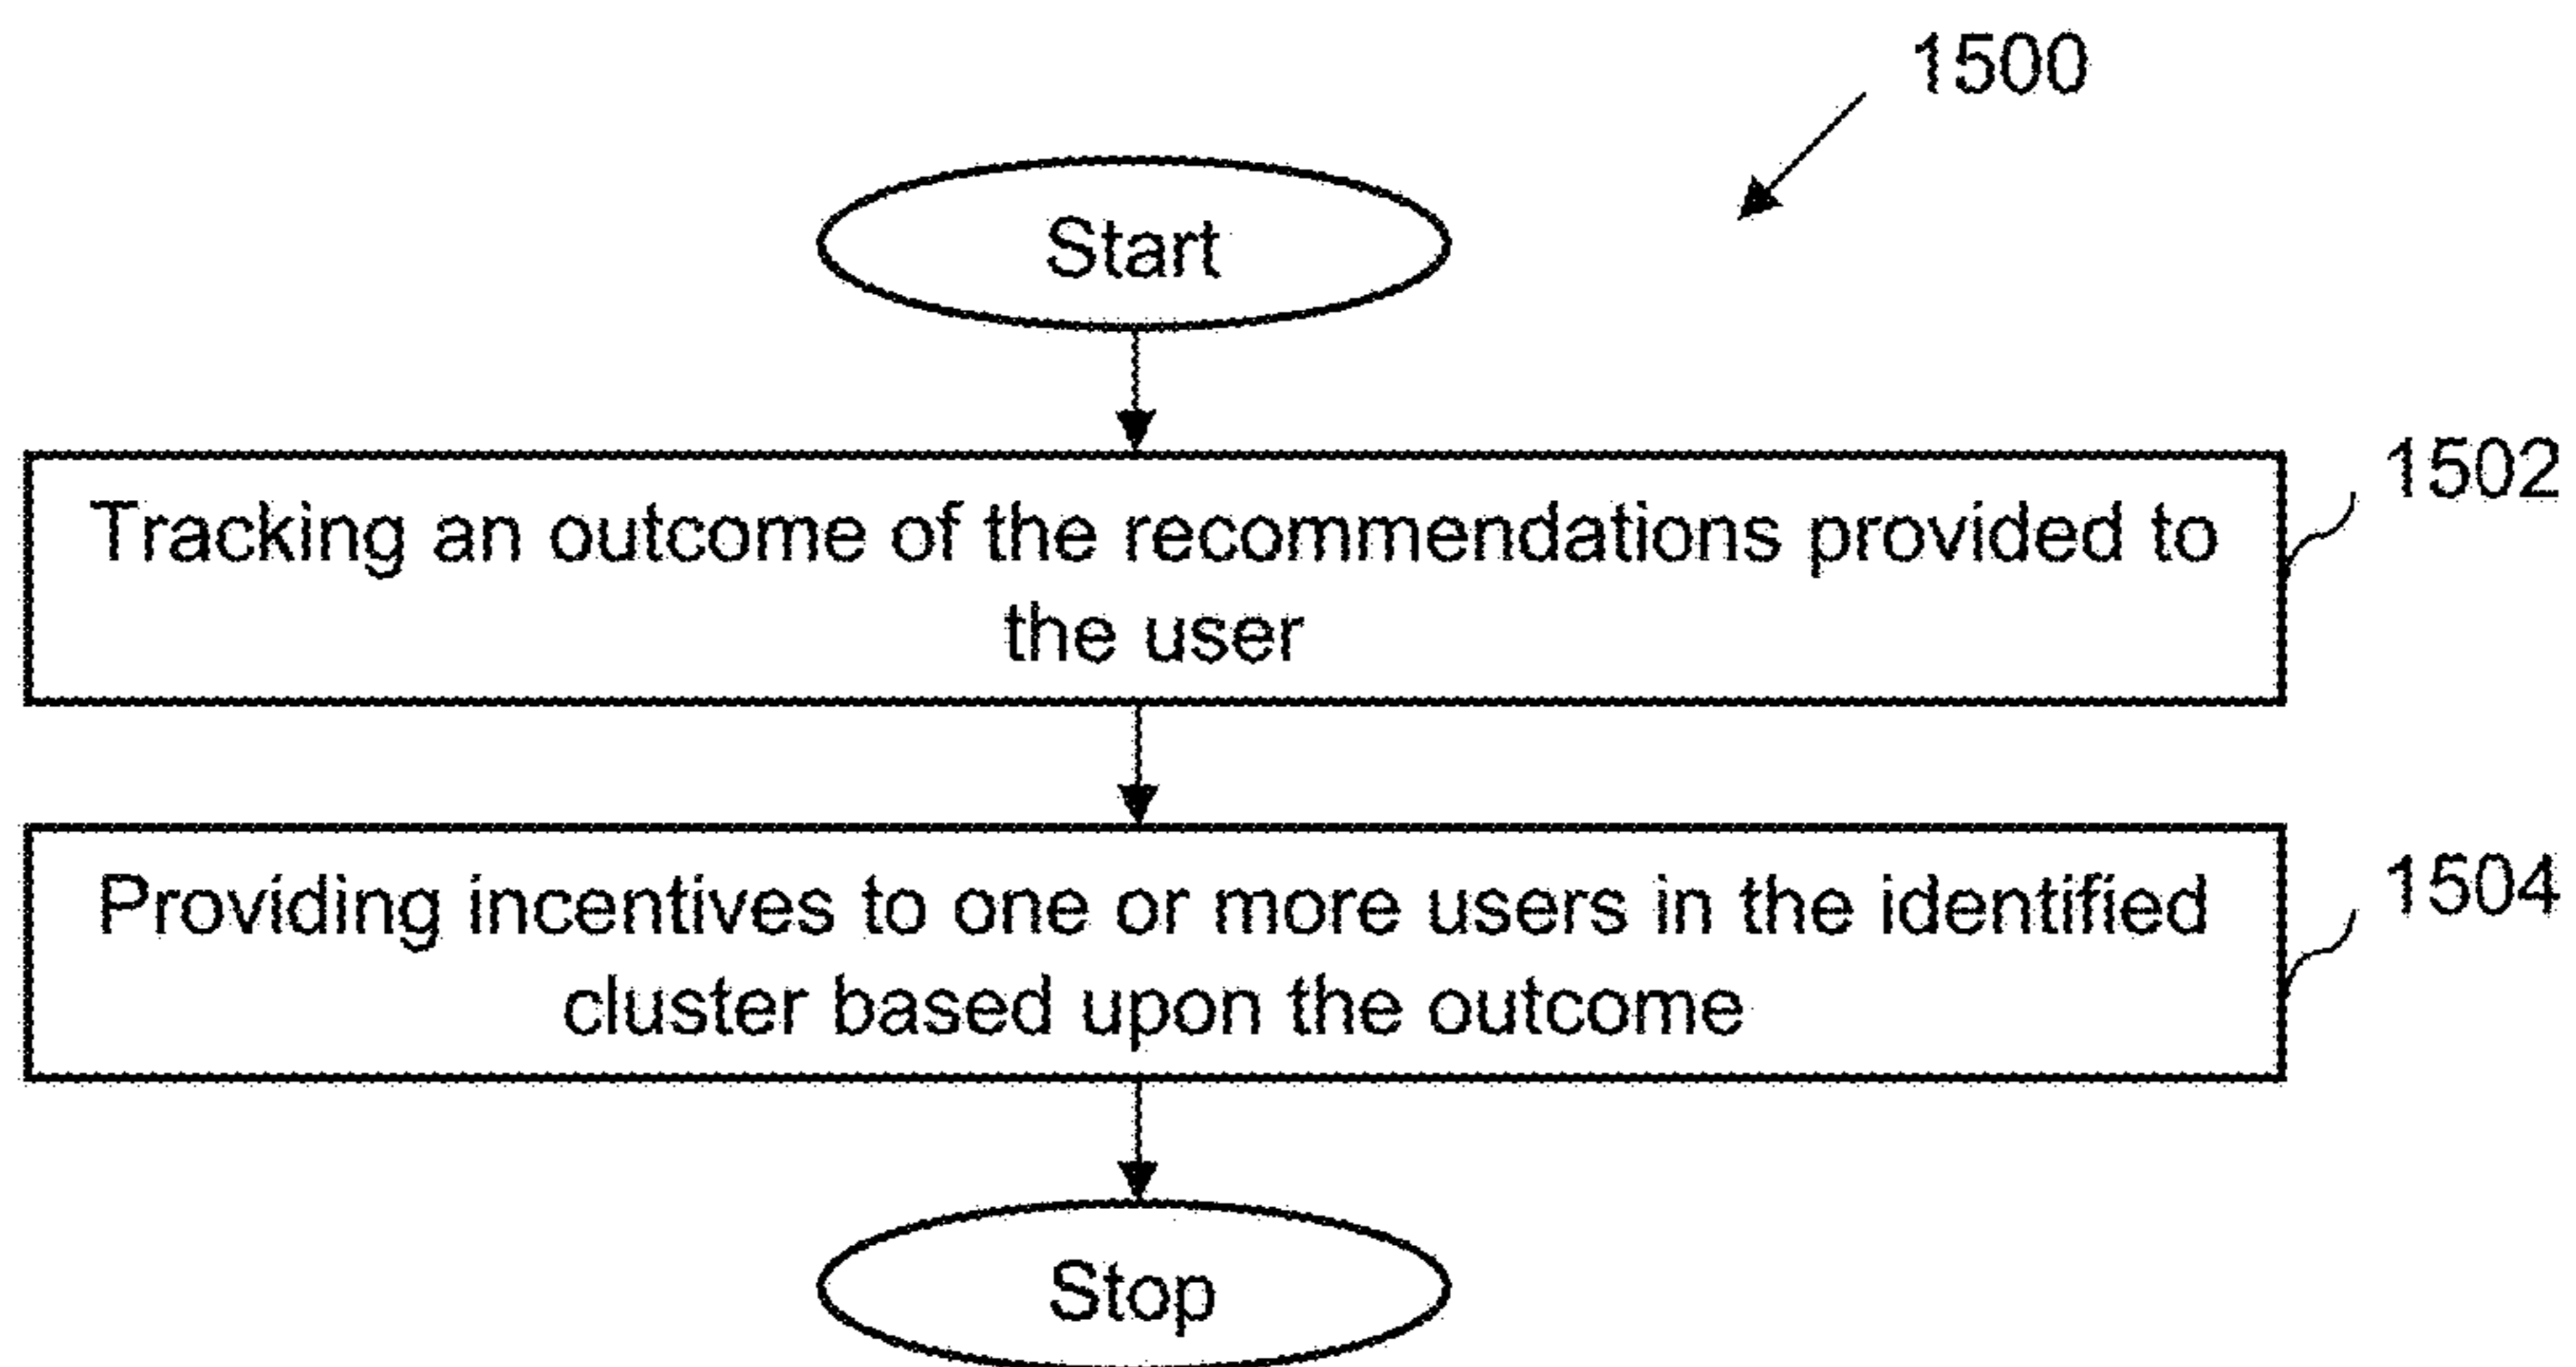 1500
Start
1502
Tracking an outcome of the recommendations provided to
the user
1504
Providing incentives to one or more users in the identified
cluster based upon the outcome
Stop